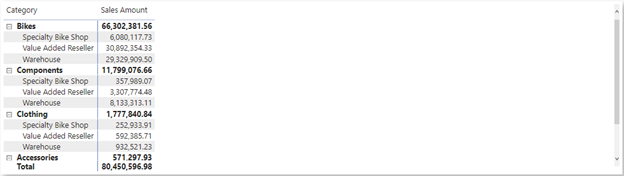 Category Sales Amount
Bikes 66,302,381.56
Specialty Bike Shop 6,080,117.73
Value Added Reseller 30,892,354.33
Warehouse 29,329,909.50
Components 11,799,076.66
Specialty Bike Shop 357,989.07
Value Added Reseller 3,307,774.48
Warehouse 8,133,313.11
Clothing 1,777,840.84
Specialty Bike Shop 252,933.91
Value Added Reseller 592,385.71
Warehouse 932,521.23
Accessories 571,297.93
Total 80,450,596.98